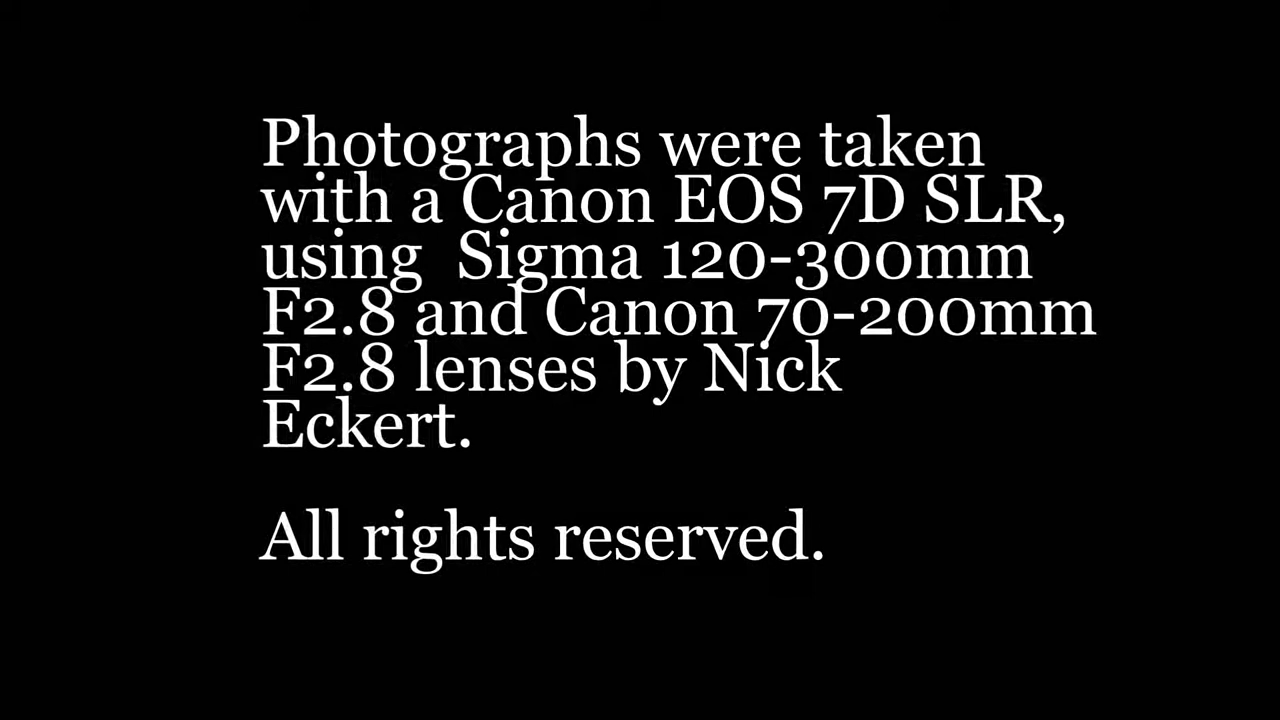 Photographs were taken
with a Canon EOS 7D SLR,
using  Sigma 120-300mm
F2.8 and Canon 70-200mm
F2.8 lenses by Nick
Eckert.
All rights reserved.